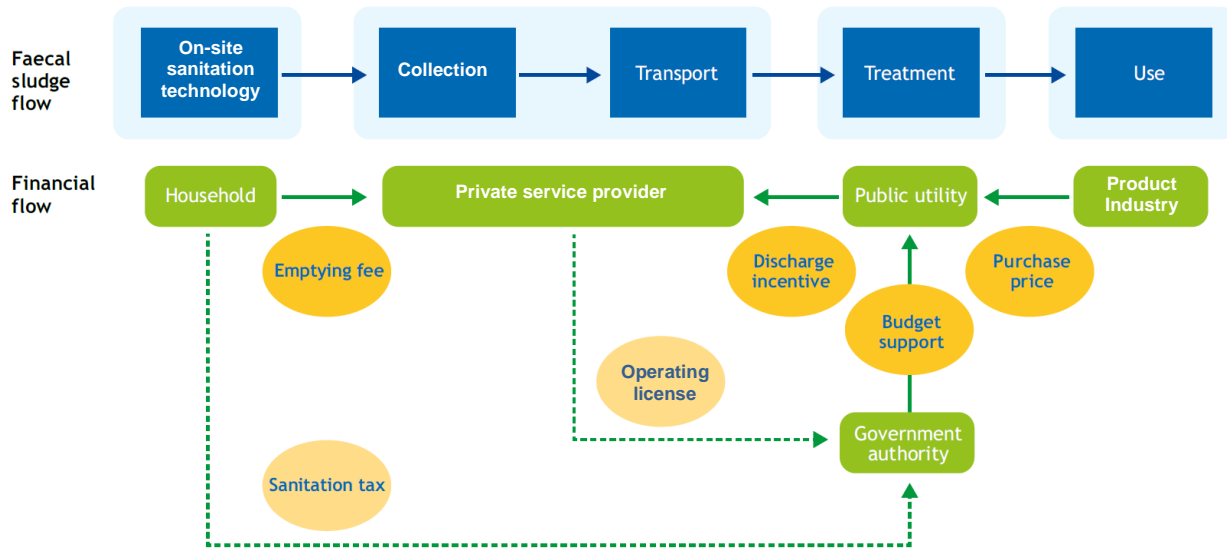 Faecal
sludge
flow
On-site
sanitation
technology
Collection
Transport
Treatment
Use
Financial
flow
Household
Private service provider
Public utility
Product
Industry
Emptying fee
Discharge
incentive
Purchase
price
Budget
support
Operating
license
Government
authority
Sanitation tax